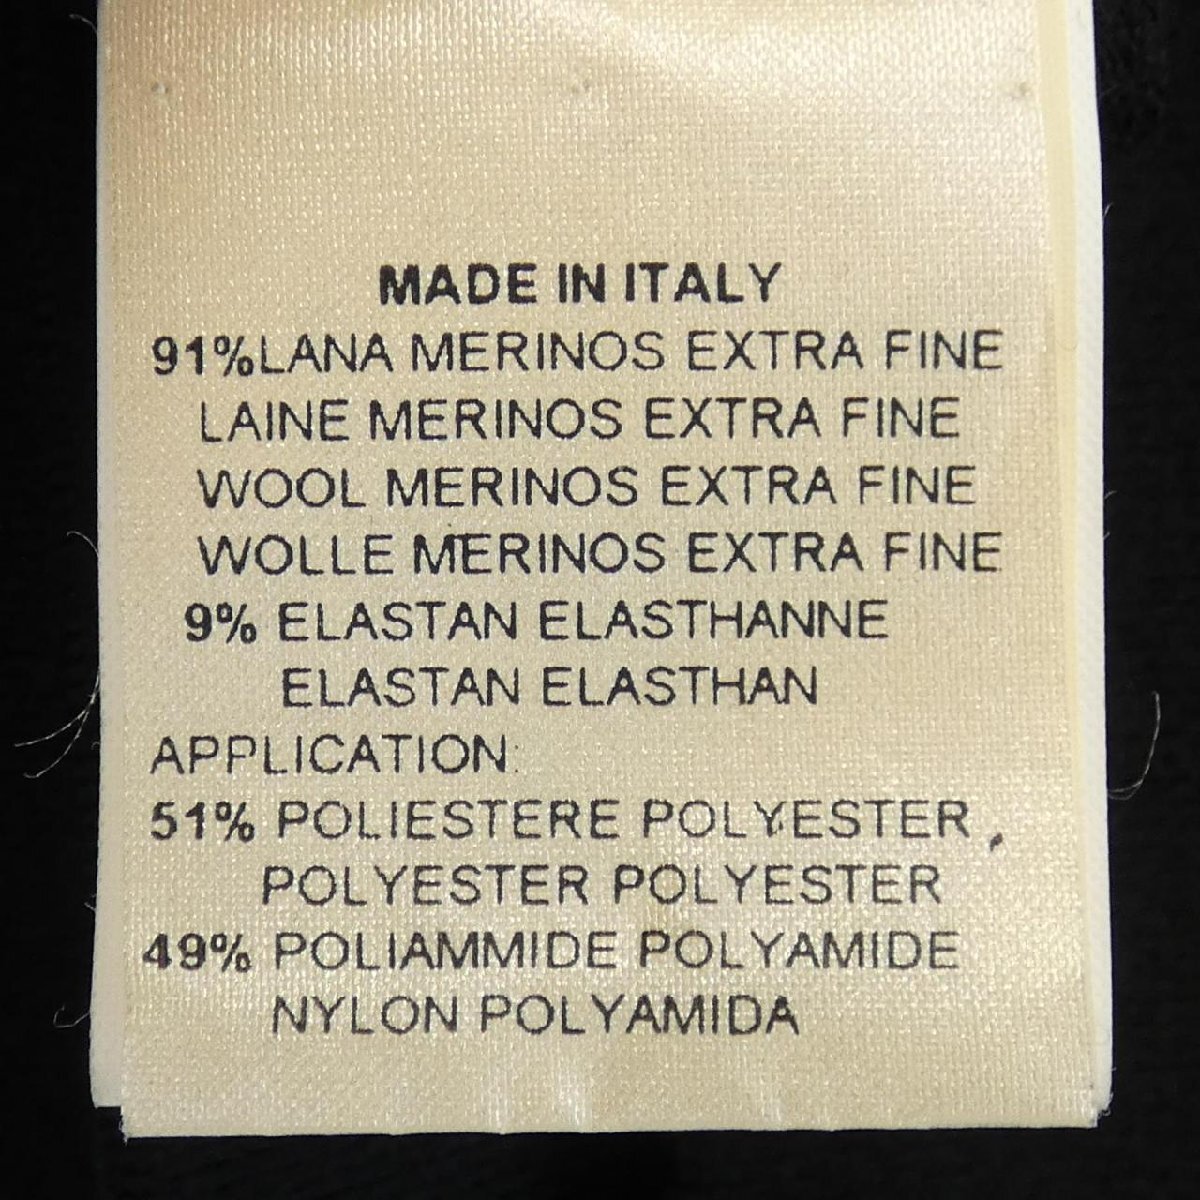 MADE IN ITALY
91%LANA MERINOS EXTRA FINE
LAINE MERINOS EXTRA FINE
WOOL MERINOS EXTRA FINE
WOLLE MERINOS EXTRA FINE
9% ELASTAN ELASTHANNE
ELASTAN ELASTHAN
APPLICATION:
51% POLIESTERE POLYESTER
POLYESTER POLYESTER
49% POLIAMMIDE POLYAMIDE
NYLON POLYAMIDA